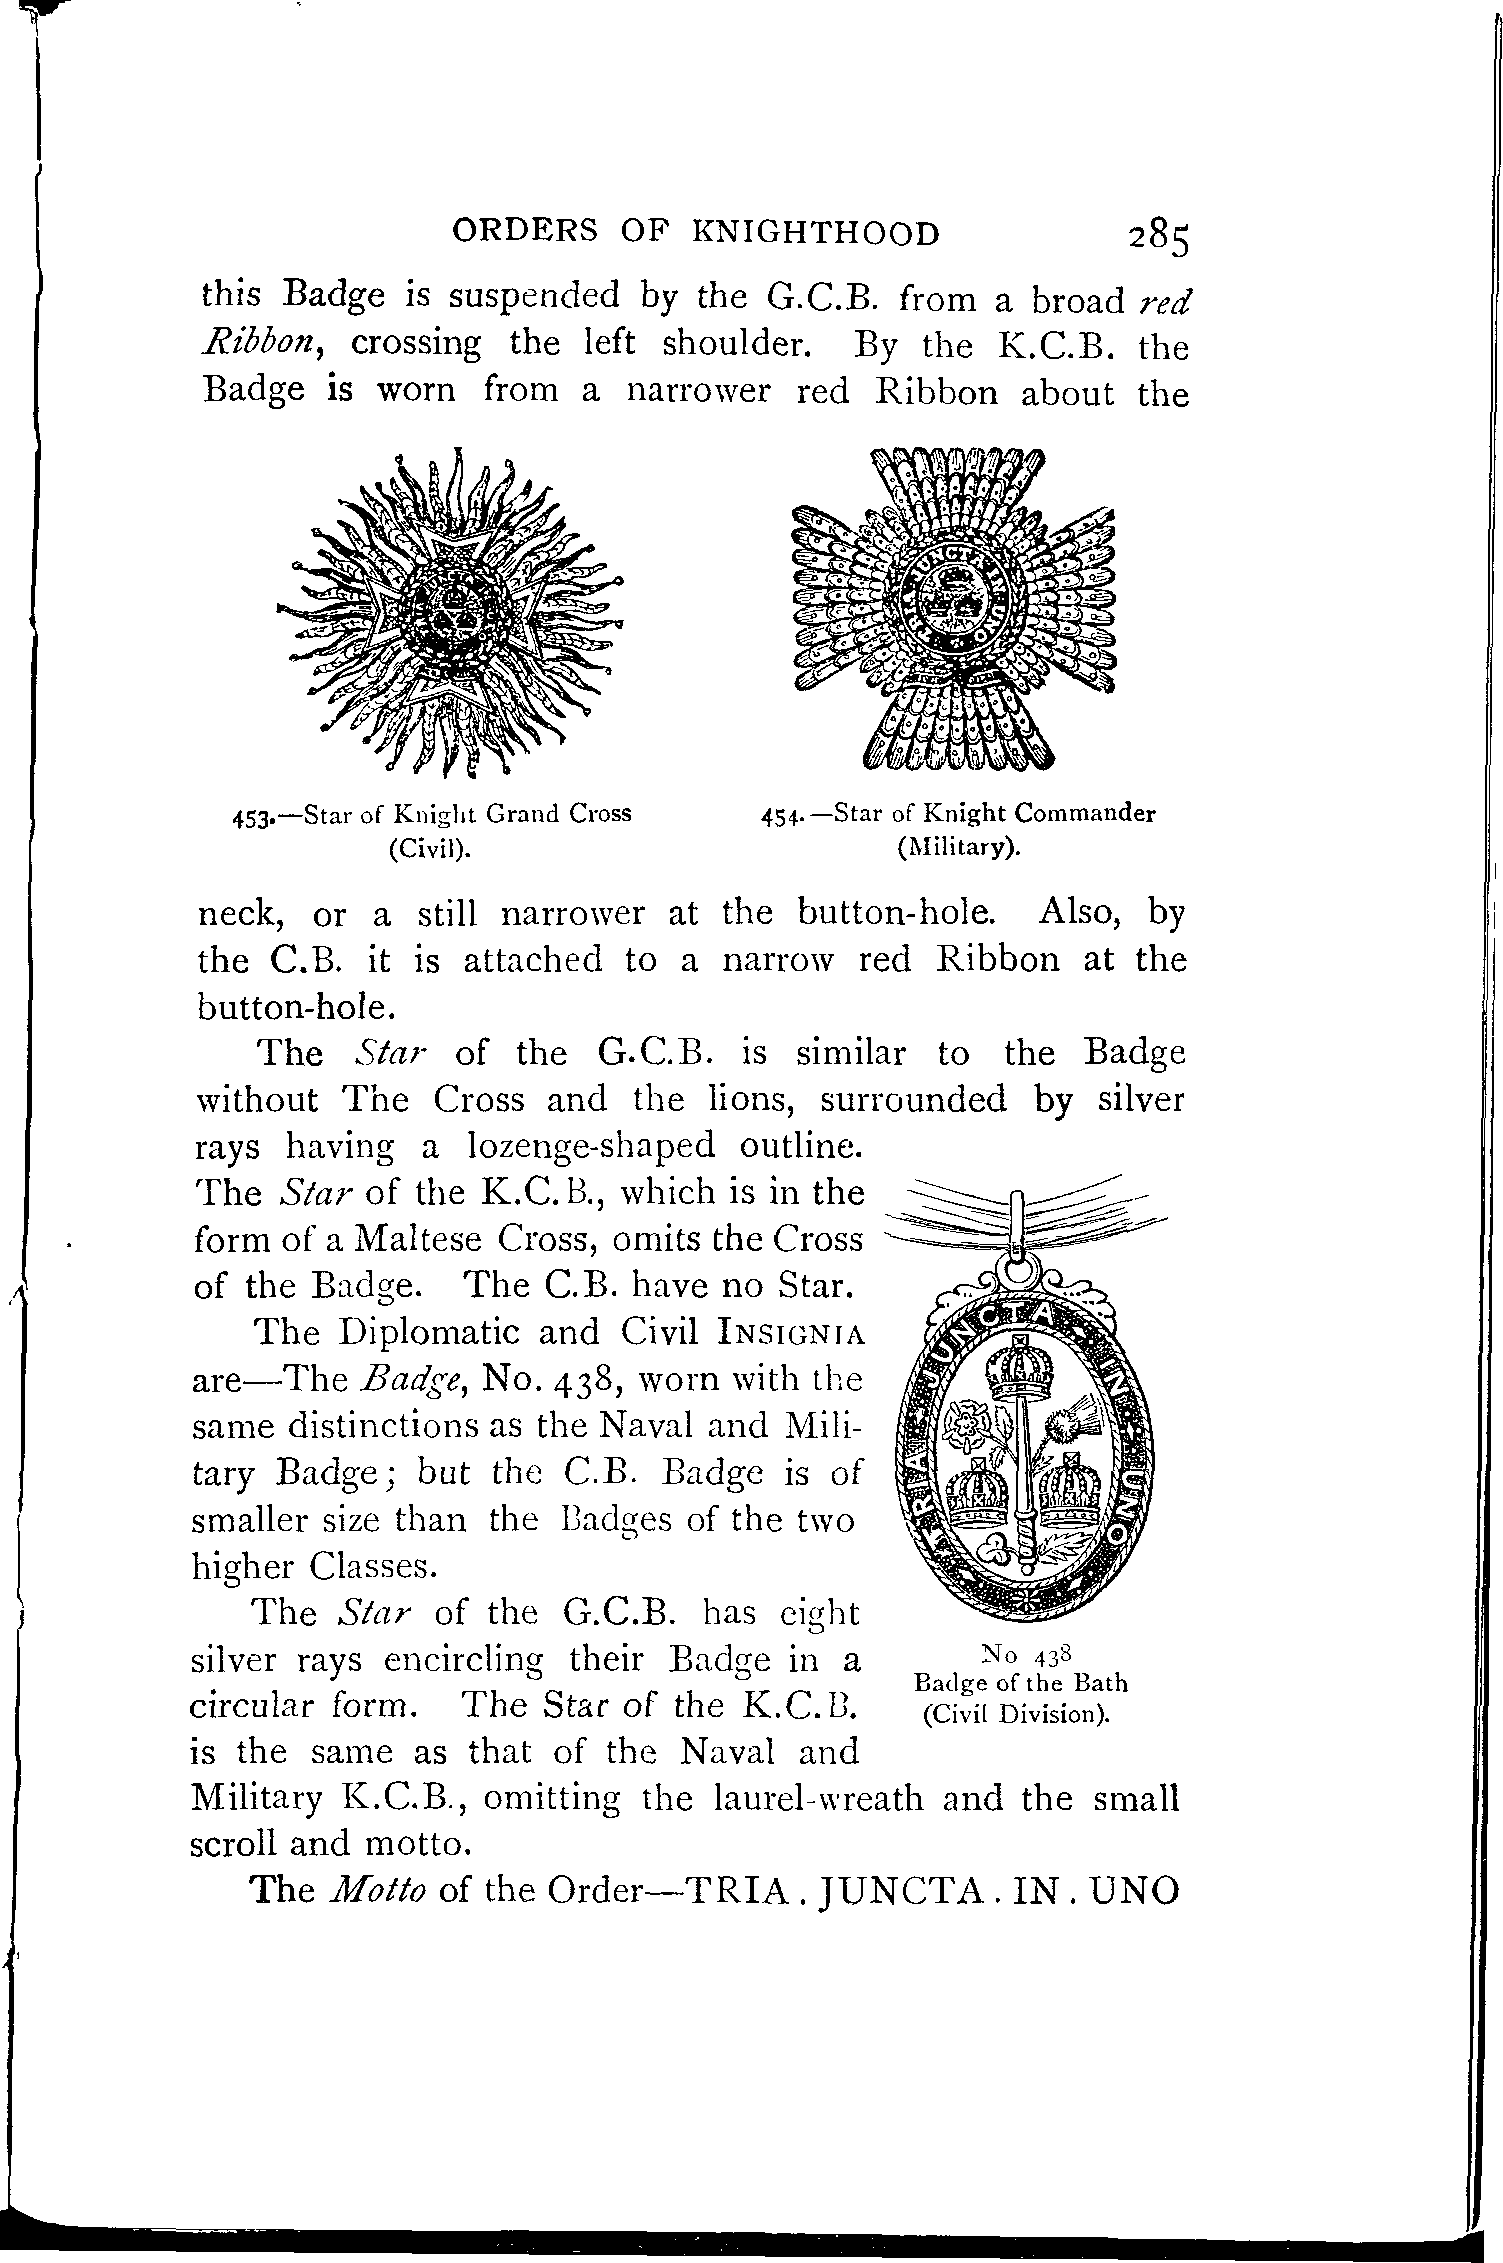 ORDERS OF KNIGHTHOOD 285
this Badge is suspended by the G.C.B. from a broad red
Ribbon, crossing the left shoulder. By the K.C.B. the
Badge is worn from a narrower red Ribbon about the
453.—Star of Knight Grand Cross
(Civil).
454.—Star of Knight Commander
(Military).
neck, or a still narrower at the button-hole. Also, by
the C.B. it is attached to a narrow red Ribbon at the
button-hole.
The Star of the G.C.B. is similar to the Badge
without The Cross and the lions, surrounded by silver
rays having a lozenge-shaped outline.
The Star of the K.C.B., which is in the
form of a Maltese Cross, omits the Cross
of the Badge. The C.B. have no Star.
The Diplomatic and Civil INSIGNIA
are—The Badge, No. 438, worn with the
same distinctions as the Naval and Mili-
tary Badge; but the C.B. Badge is of
smaller size than the Badges of the two
higher Classes.
The Star of the G.C.B. has eight
silver rays encircling their Badge in a
circular form. The Star of the K.C.B.
is the same as that of the Naval and
TRIA JUNCTA IN UNO
No 438
Badge of the Bath
(Civil Division).
Military K.C.B., omitting the laurel-wreath and the small
scroll and motto.
The Motto of the Order—TRIA . JUNCTA . IN . UNO